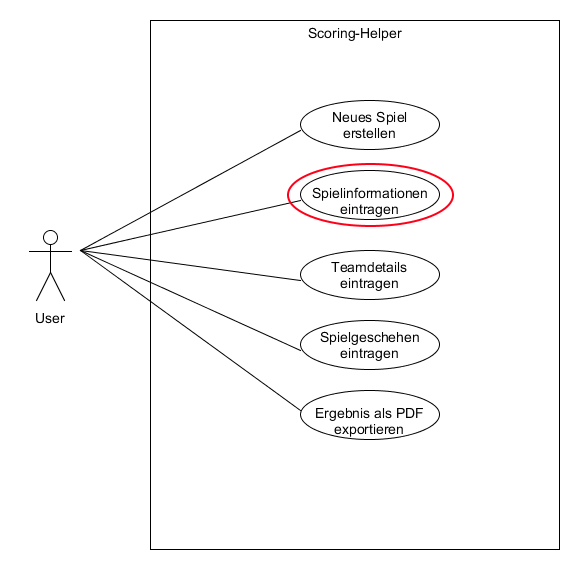 Scoring-Helper
Neues Spiel
erstellen
Spielinformationen
eintragen
Teamdetails
eintragen
User
Spielgeschehen
eintragen
Ergebnis als PDF
exportieren